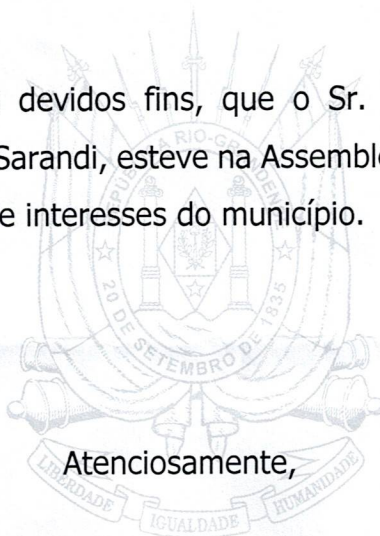 devidos fins, que o Sr.
Sarandi, esteve na Assemble
e interesses do município.
REPUBLICA RIO-GRANDENSE
20 DE SETEMBRO DE 1835
Atenciosamente,
LIBERDADE
IGUALDADE
HUMANIDADE